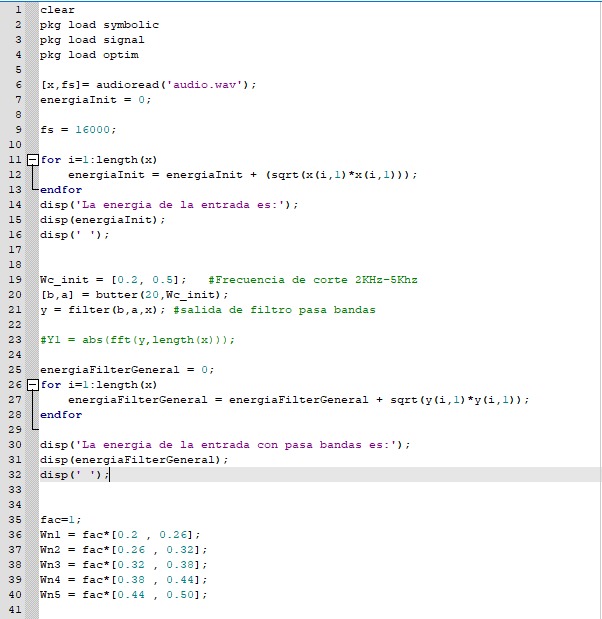 1 clear
2 pkg load symbolic
3 pkg load signal
4 pkg load optim
5
6 [x,fs]= audioread('audio.wav');
7 energiaInit = 0;
8
9 fs = 16000;
10
11 for i=1:length(x)
12     energiaInit = energiaInit + (sqrt(x(i,1)*x(i,1)));
13 endfor
14 disp('La energia de la entrada es:');
15 disp(energiaInit);
16 disp(' ');
17
18
19 Wc_init = [0.2, 0.5];   #Frecuencia de corte 2KHz-5Khz
20 [b,a] = butter(20,Wc_init);
21 y = filter(b,a,x); #salida de filtro pasa bandas
22
23 #Y1 = abs(fft(y,length(x)));
24
25 energiaFilterGeneral = 0;
26 for i=1:length(x)
27     energiaFilterGeneral = energiaFilterGeneral + sqrt(y(i,1)*y(i,1));
28 endfor
29
30 disp('La energia de la entrada con pasa bandas es:');
31 disp(energiaFilterGeneral);
32 disp(' ');
33
34
35 fac=1;
36 Wn1 = fac*[0.2 , 0.26];
37 Wn2 = fac*[0.26 , 0.32];
38 Wn3 = fac*[0.32 , 0.38];
39 Wn4 = fac*[0.38 , 0.44];
40 Wn5 = fac*[0.44 , 0.50];
41